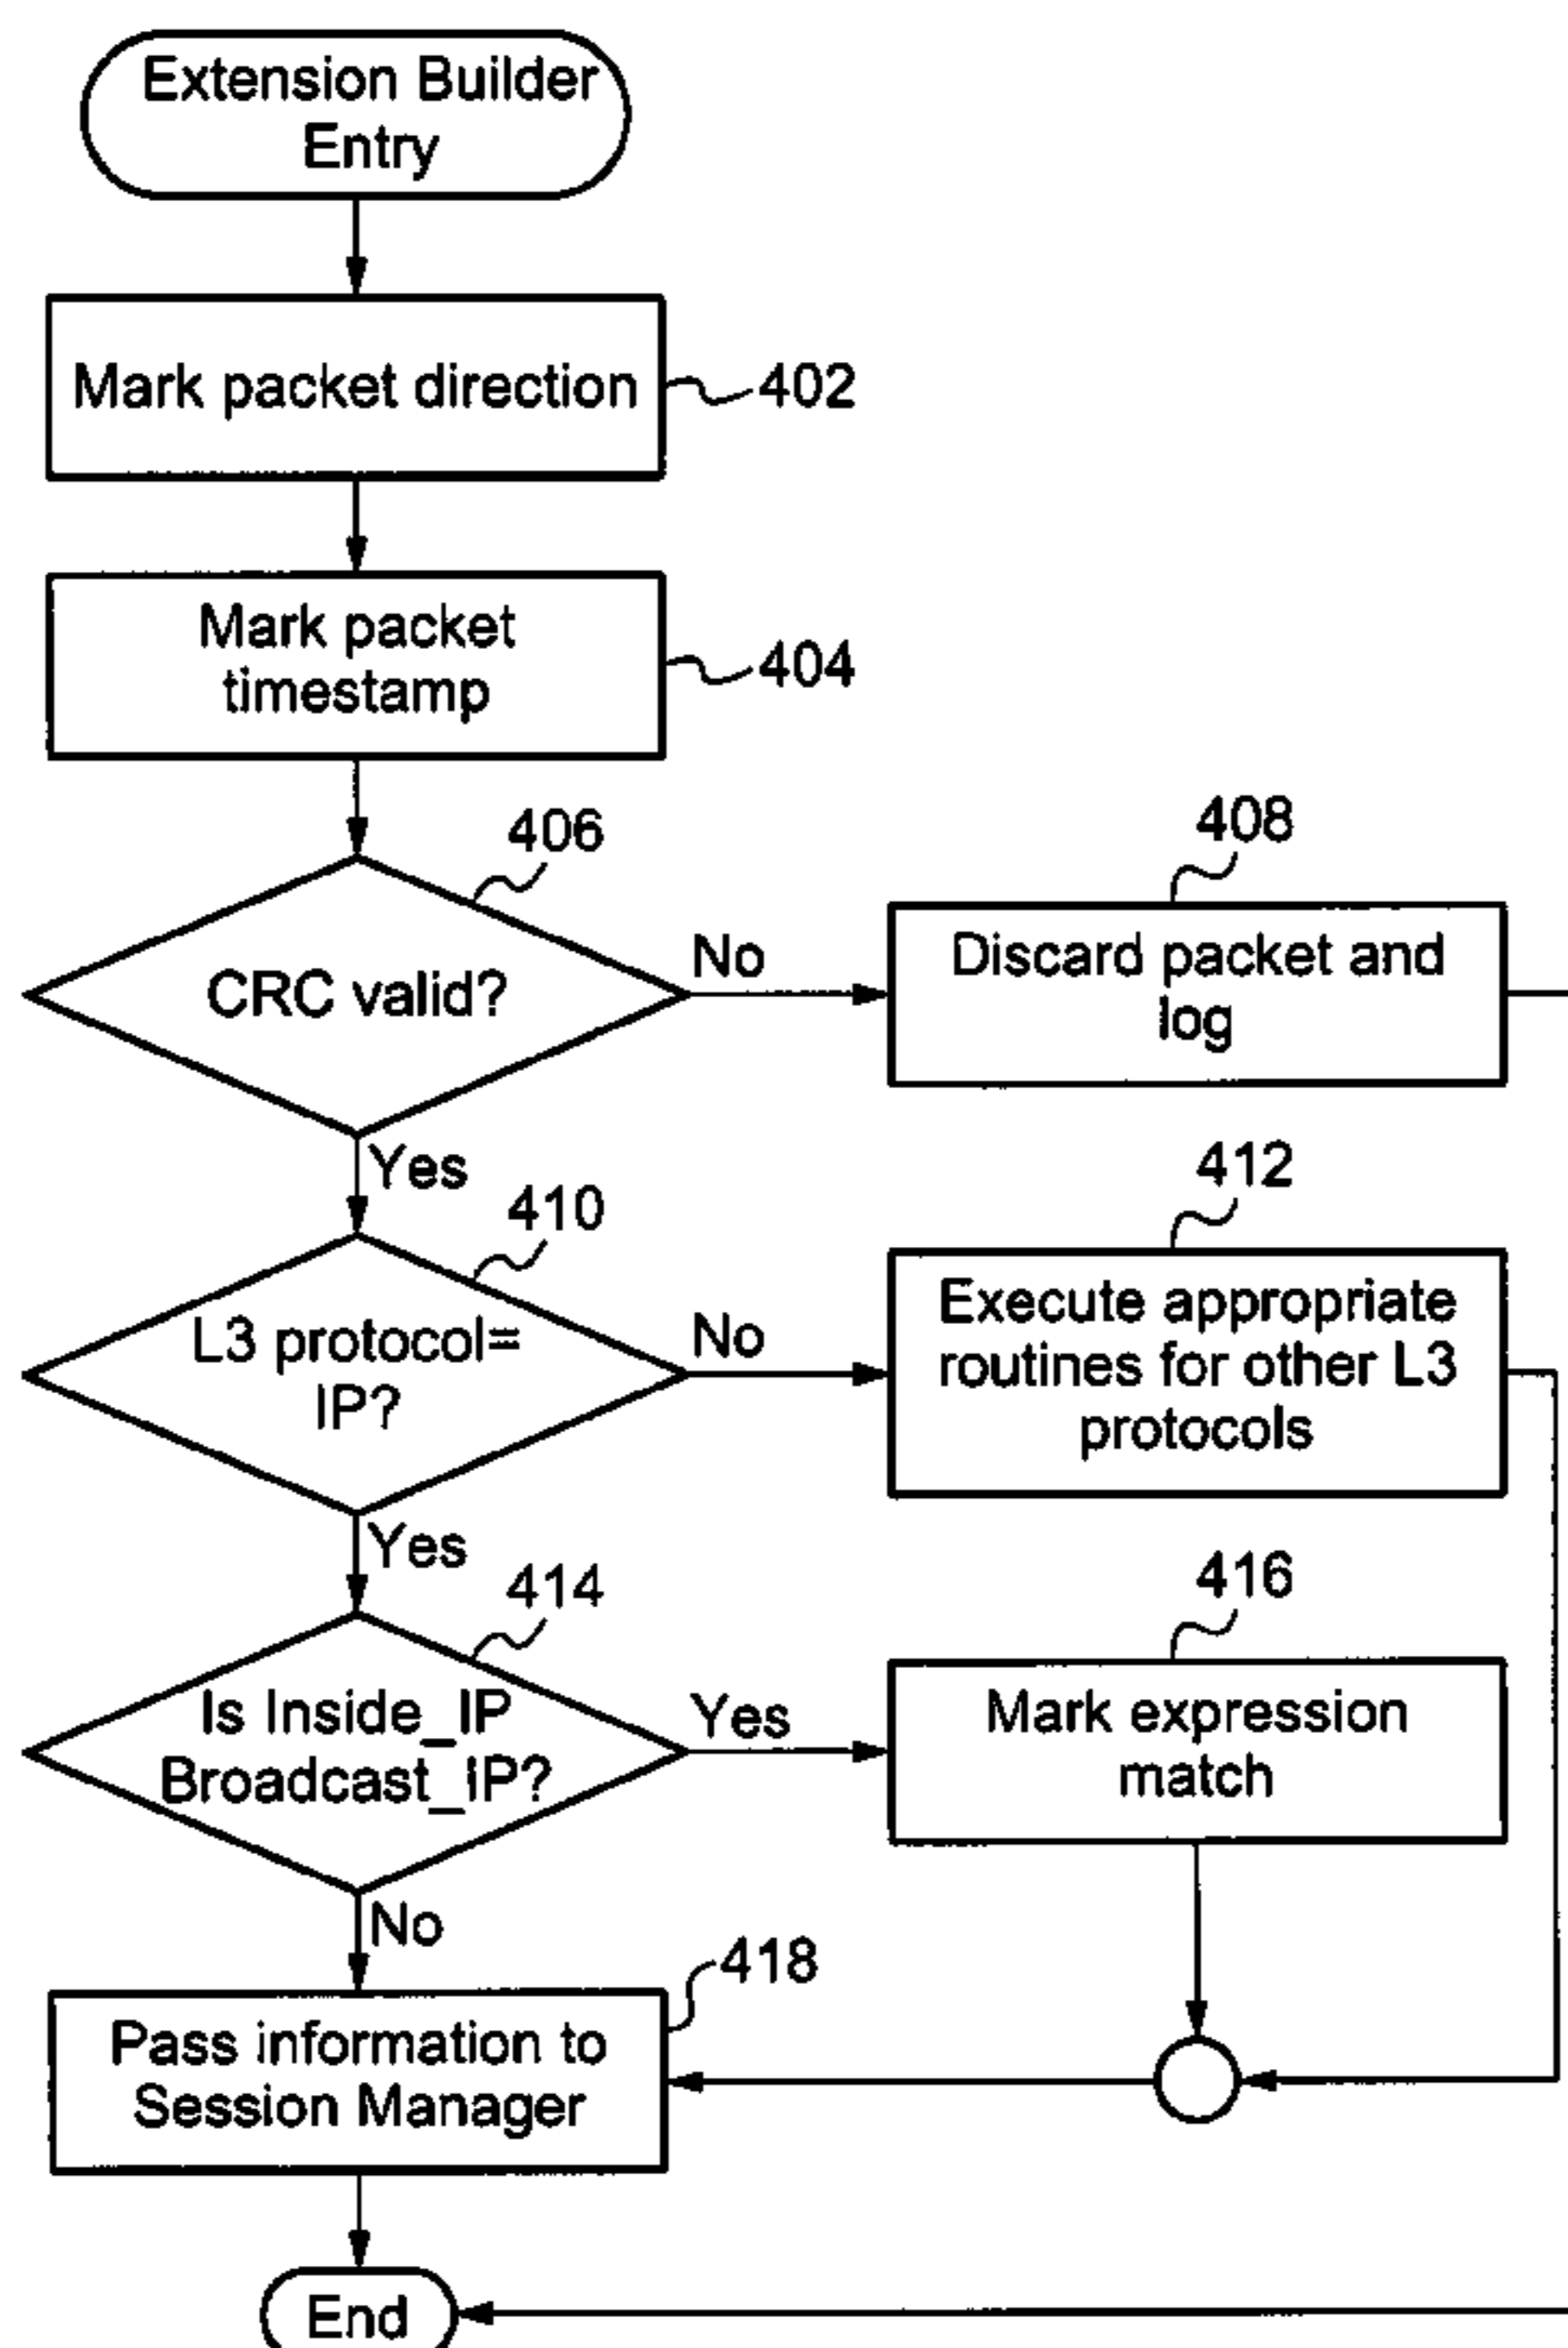 Extension Builder
Entry
Mark packet direction
402
Mark packet
timestamp
404
406
CRC valid?
No
408
Discard packet and
log
Yes
410
L3 protocol=
IP?
No
412
Execute appropriate
routines for other L3
protocols
Yes
414
Is Inside_IP
Broadcast_IP?
Yes
416
Mark expression
match
No
418
Pass information to
Session Manager
End